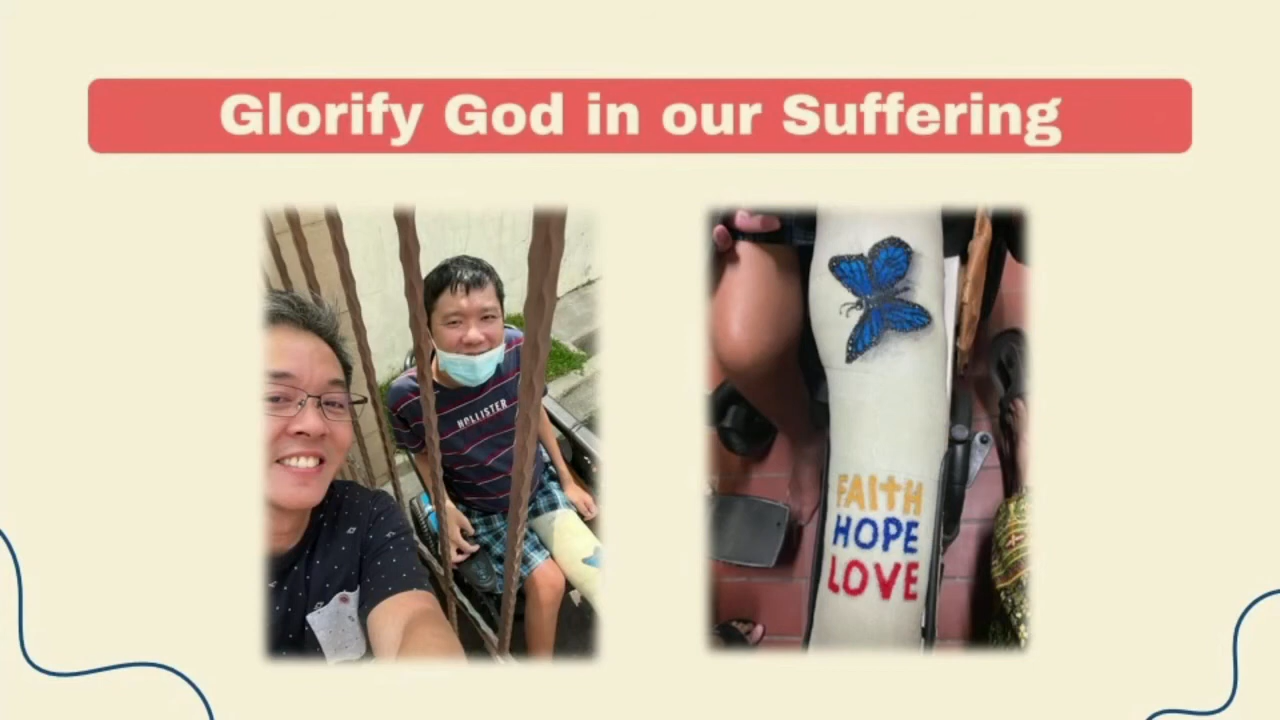 Glorify God in our Suffering
HOLLISTER
FAITH
HOPE
LOVE